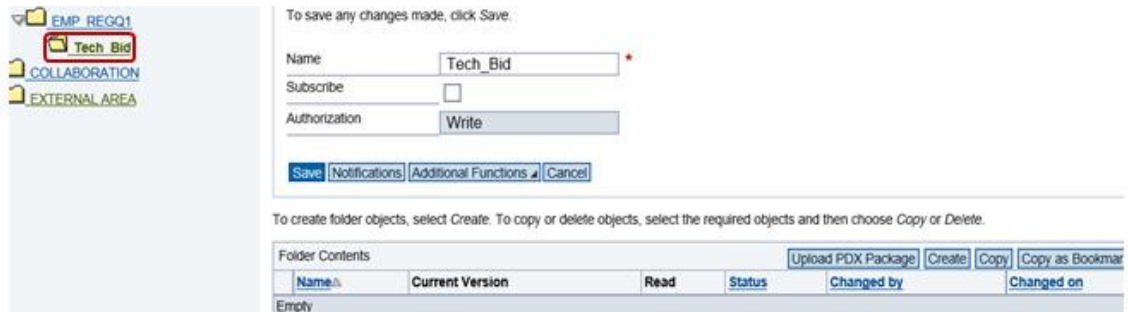 EMP_REGQ1
Tech_Bid
COLLABORATION
EXTERNAL AREA
To save any changes made, click Save.
Name Tech_Bid *
Subscribe
Authorization Write
Save Notifications Additional Functions Cancel
To create folder objects, select Create. To copy or delete objects, select the required objects and then choose Copy or Delete.
Folder Contents Upload PDX Package Create Copy Copy as Bookmar
Name Current Version Read Status Changed by Changed on
Empty